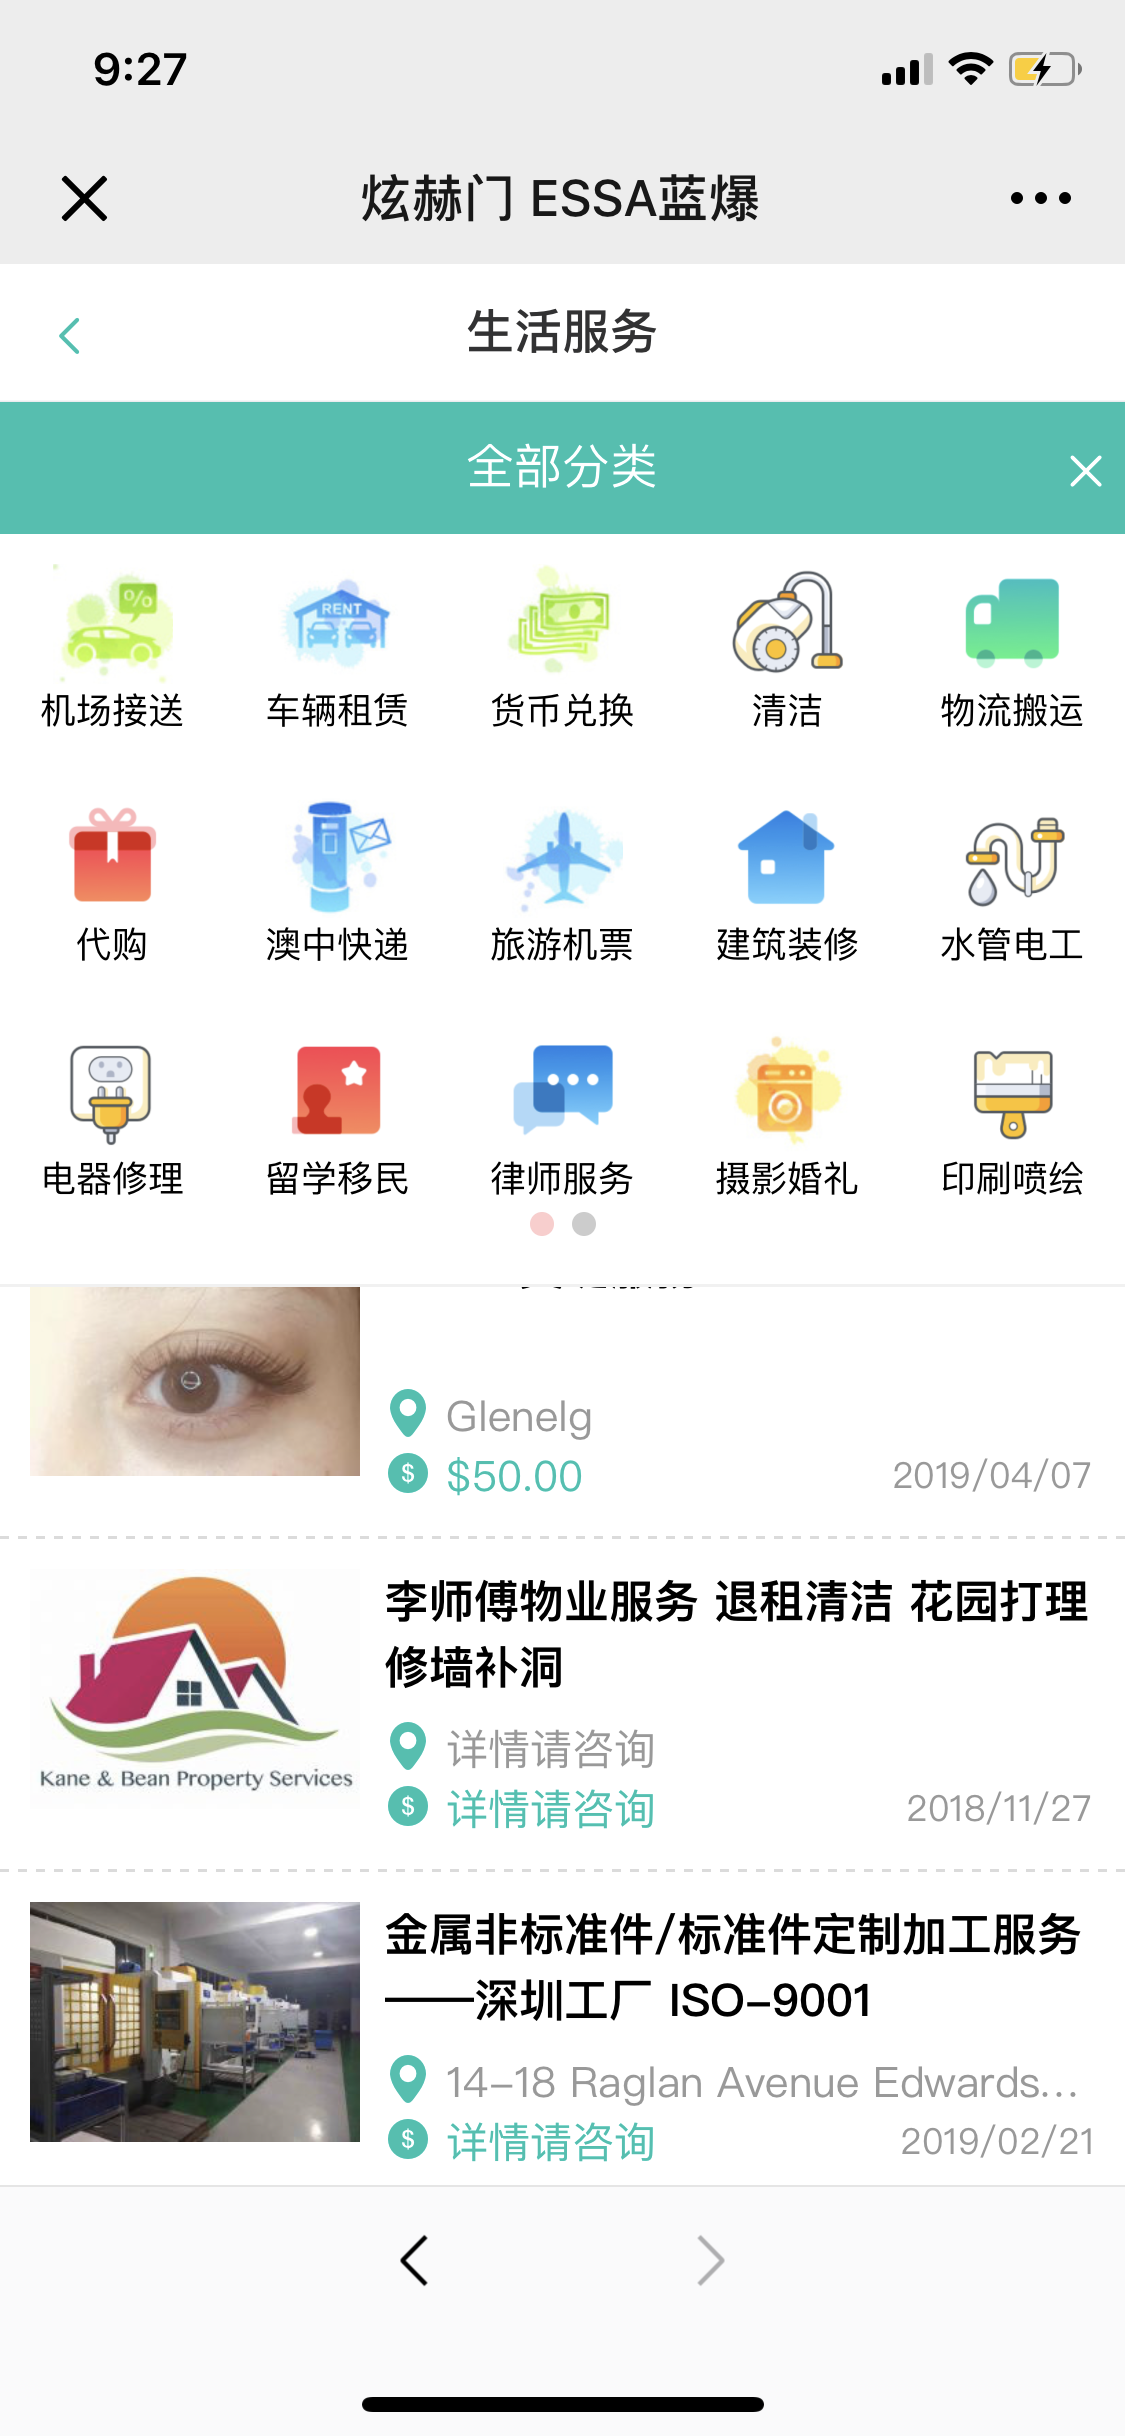 9:27
炫赫门 ESSA蓝爆
生活服务
全部分类
%
RENT
机场接送 车辆租赁 货币兑换 清洁 物流搬运
代购 澳中快递 旅游机票 建筑装修 水管电工
电器修理 留学移民 律师服务 摄影婚礼 印刷喷绘
Glenelg
$ $50.00 2019/04/07
李师傅物业服务 退租清洁 花园打理
修墙补洞
Kane & Bean Property Services
详情请咨询
$ 详情请咨询 2018/11/27
金属非标准件/标准件定制加工服务
——深圳工厂 ISO-9001
14-18 Raglan Avenue Edwards...
$ 详情请咨询 2019/02/21